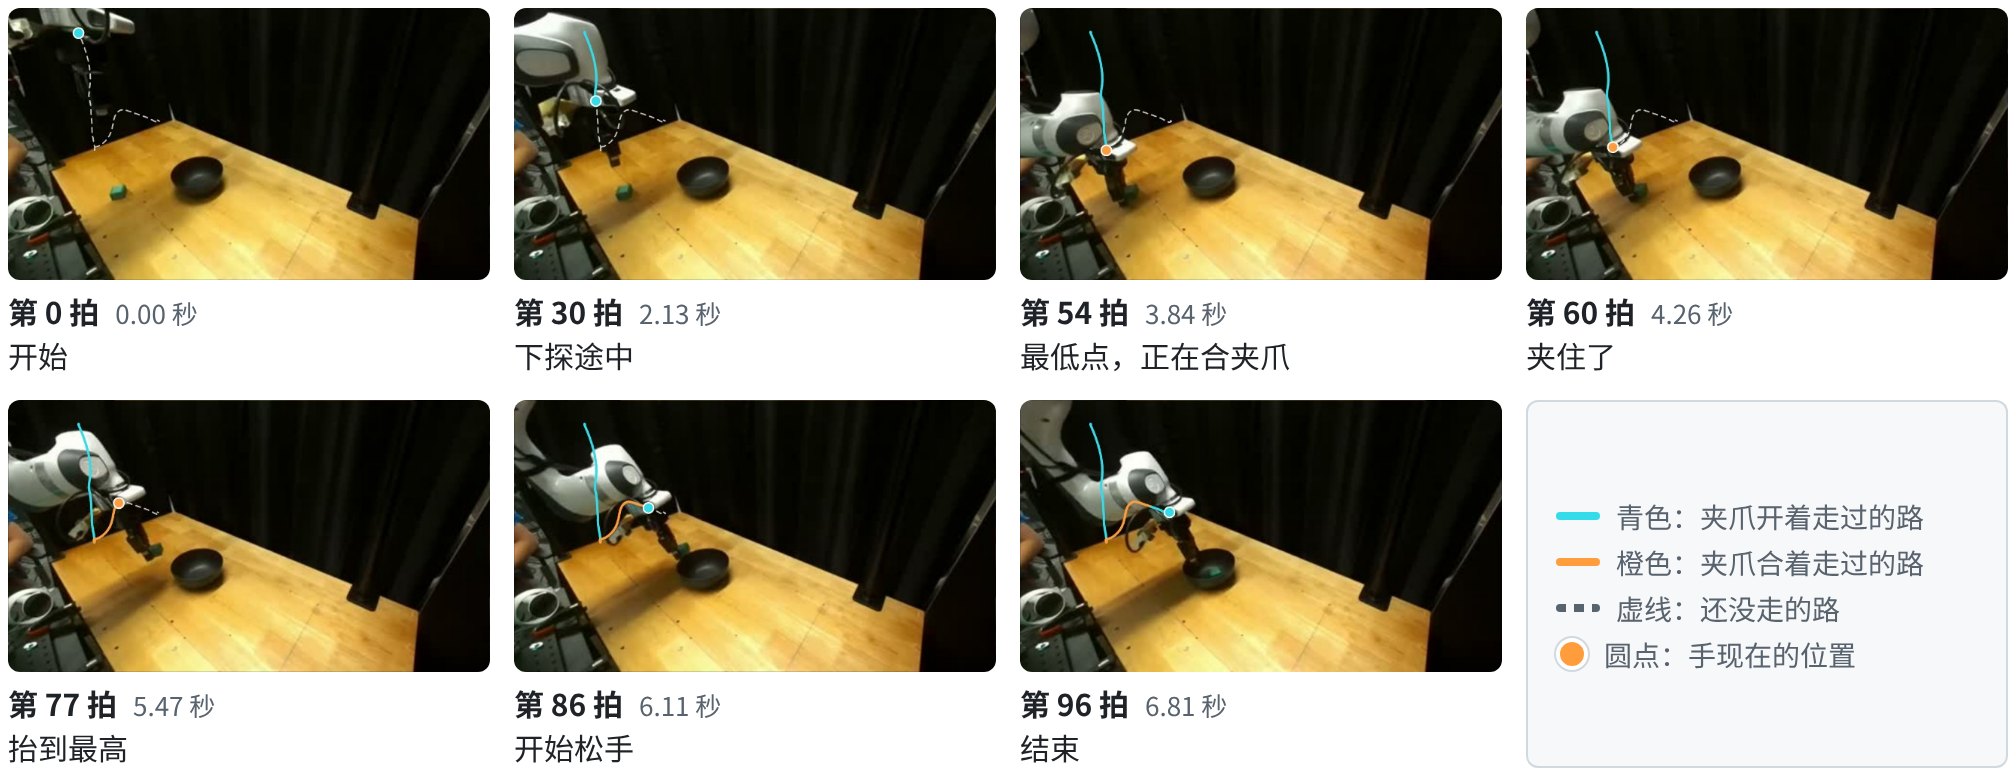 第 0 拍 0.00 秒
开始
第 30 拍 2.13 秒
下探途中
第 54 拍 3.84 秒
最低点，正在合夹爪
第 60 拍 4.26 秒
夹住了
第 77 拍 5.47 秒
抬到最高
第 86 拍 6.11 秒
开始松手
第 96 拍 6.81 秒
结束
青色：夹爪开着走过的路
橙色：夹爪合着走过的路
虚线：还没走的路
圆点：手现在的位置